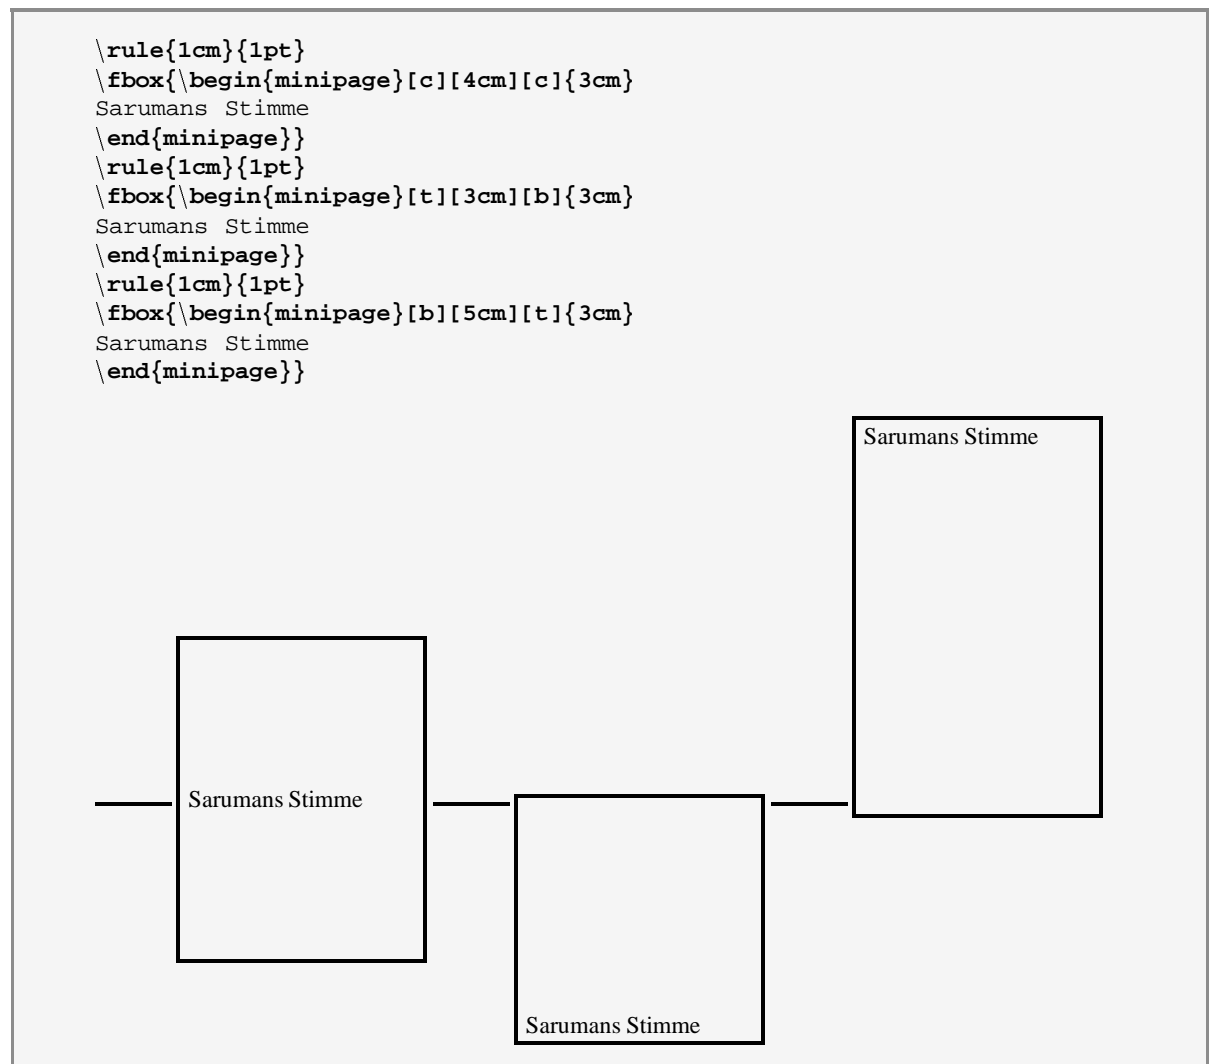 \rule{1cm}{1pt}
\fbox{\begin{minipage}[c][4cm][c]{3cm}
Sarumans Stimme
\end{minipage}}
\rule{1cm}{1pt}
\fbox{\begin{minipage}[t][3cm][b]{3cm}
Sarumans Stimme
\end{minipage}}
\rule{1cm}{1pt}
\fbox{\begin{minipage}[b][5cm][t]{3cm}
Sarumans Stimme
\end{minipage}}
Sarumans Stimme
Sarumans Stimme
Sarumans Stimme